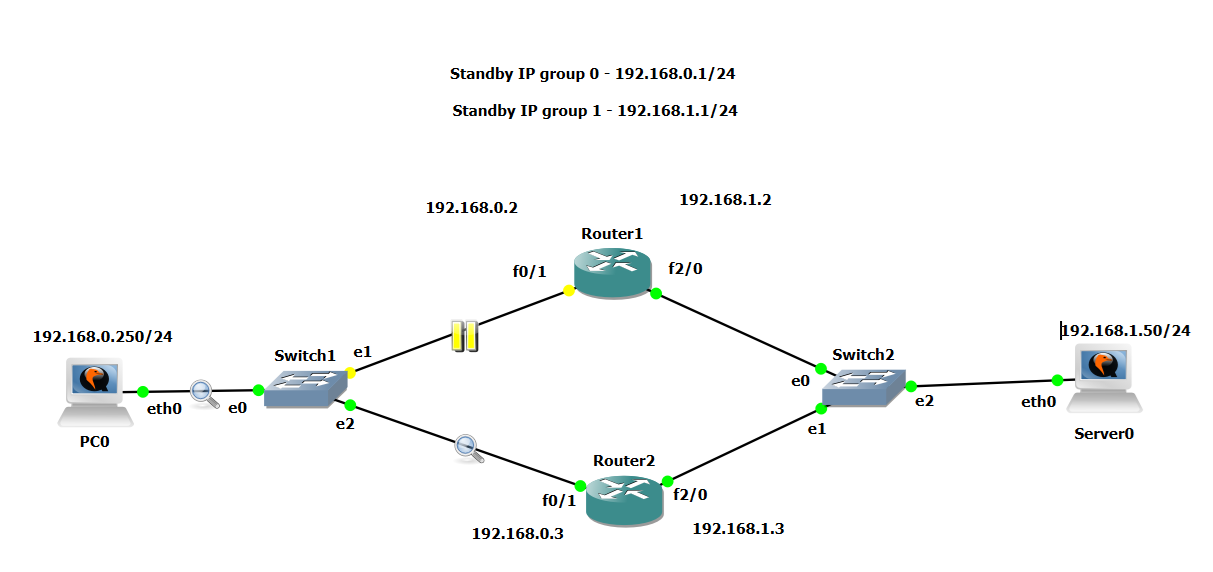 Standby IP group 0 - 192.168.0.1/24
Standby IP group 1 - 192.168.1.1/24
192.168.0.2
192.168.1.2
Router1
f0/1
f2/0
192.168.0.250/24
192.168.1.50/24
Switch1
e1
Switch2
e0
eth0
e0
e2
eth0
e2
e1
PC0
Server0
Router2
f0/1
f2/0
192.168.0.3
192.168.1.3